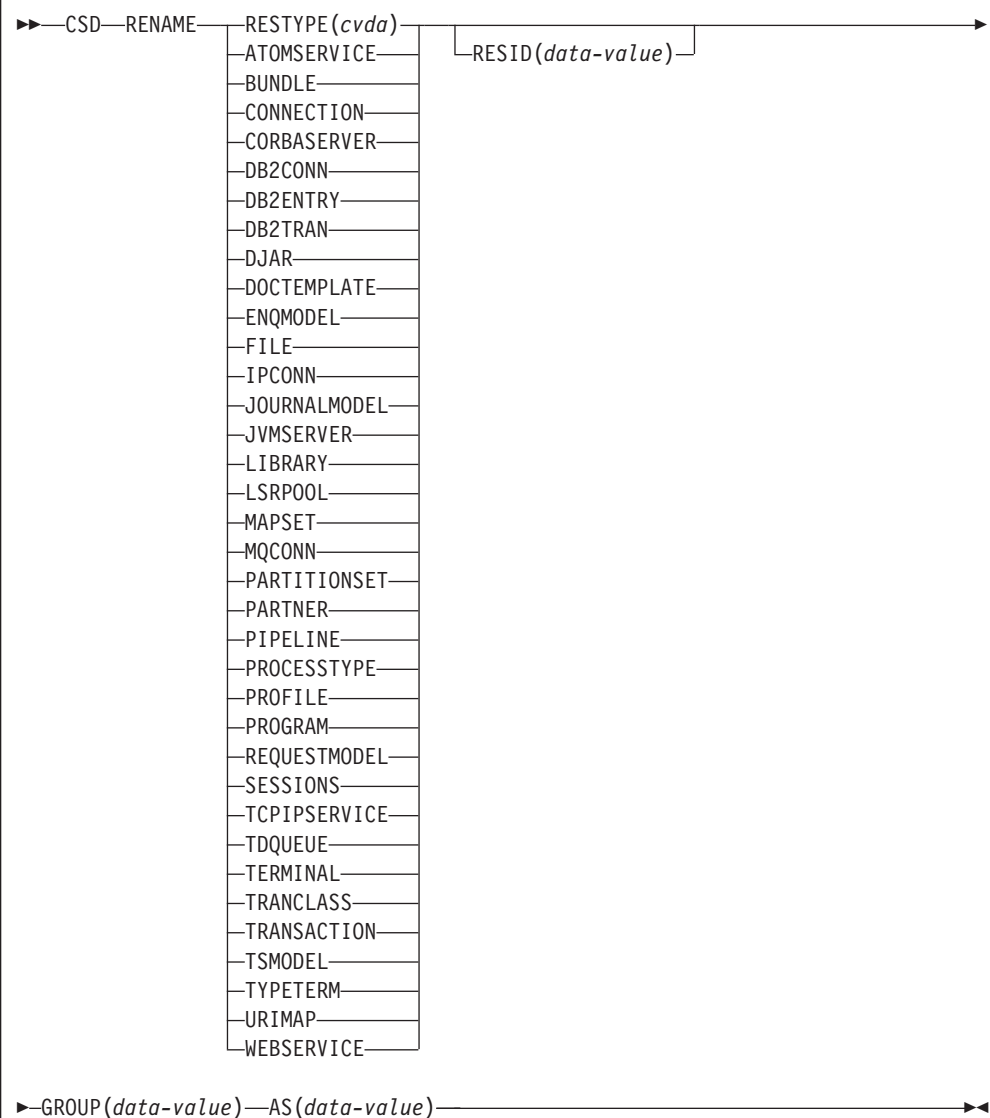 CSD RENAME RESTYPE(cvda)
ATOMSERVICE RESID(data-value)
BUNDLE
CONNECTION
CORBASERVER
DB2CONN
DB2ENTRY
DB2TRAN
DJAR
DOCTEMPLATE
ENQMODEL
FILE
IPCONN
JOURNALMODEL
JVMSERVER
LIBRARY
LSRPOOL
MAPSET
MQCONN
PARTITIONSET
PARTNER
PIPELINE
PROCESSTYPE
PROFILE
PROGRAM
REQUESTMODEL
SESSIONS
TCPIPSERVICE
TDQUEUE
TERMINAL
TRANCLASS
TRANSACTION
TSMODEL
TYPETERM
URIMAP
WEBSERVICE
GROUP(data-value) AS(data-value)